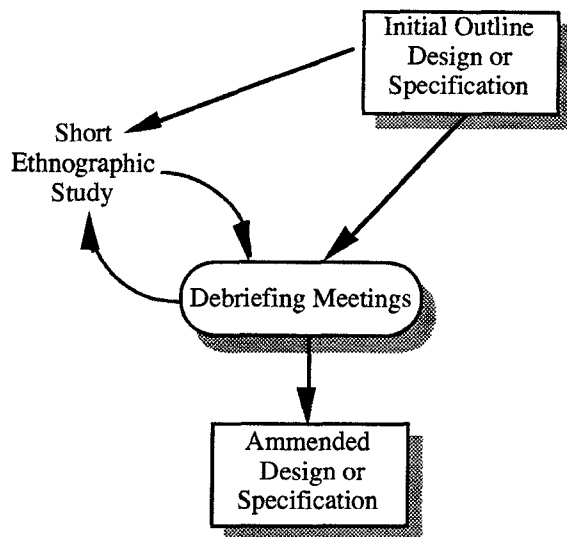 Initial Outline
Design or
Specification
Short
Ethnographic
Study
Debriefing Meetings
Ammended
Design or
Specification